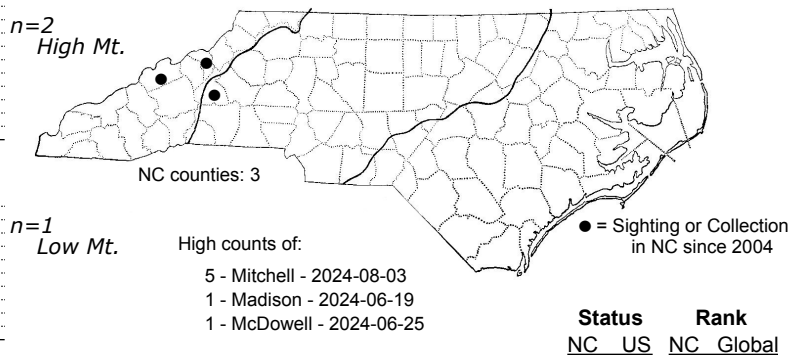 n=2
High Mt.
NC counties: 3
n=1
Low Mt.
High counts of:
5 - Mitchell - 2024-08-03
1 - Madison - 2024-06-19
1 - McDowell - 2024-06-25
● = Sighting or Collection
in NC since 2004
Status Rank
NC US NC Global